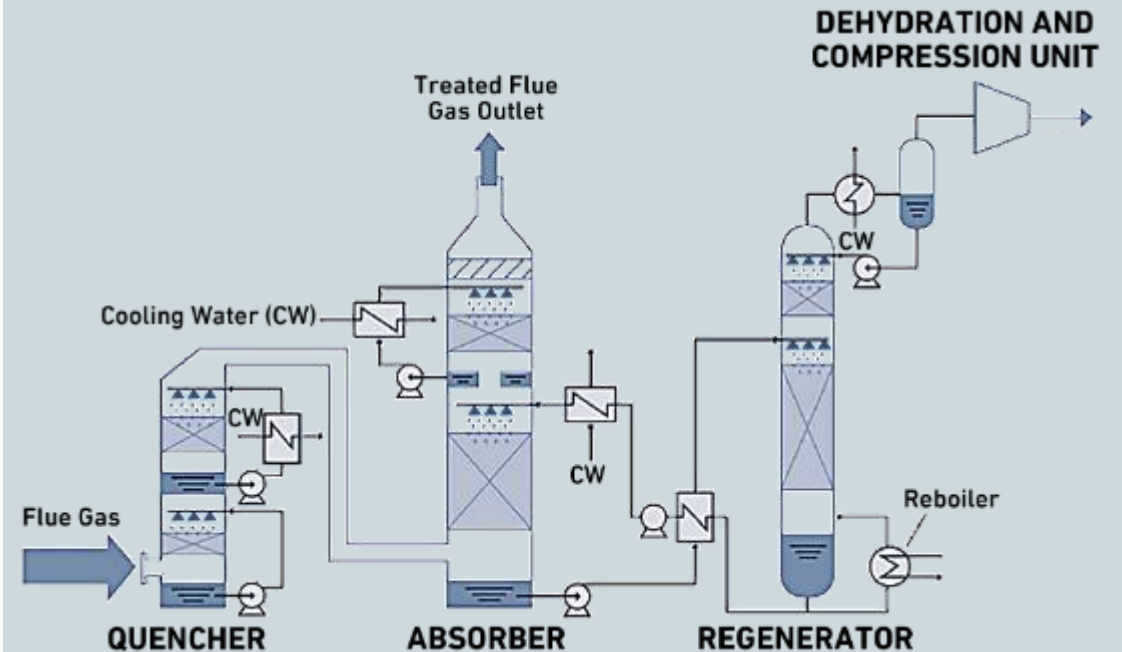 DEHYDRATION AND
COMPRESSION UNIT
Treated Flue
Gas Outlet
CW
Cooling Water (CW)
CW
CW
Reboiler
Flue Gas
QUENCHER
ABSORBER
REGENERATOR